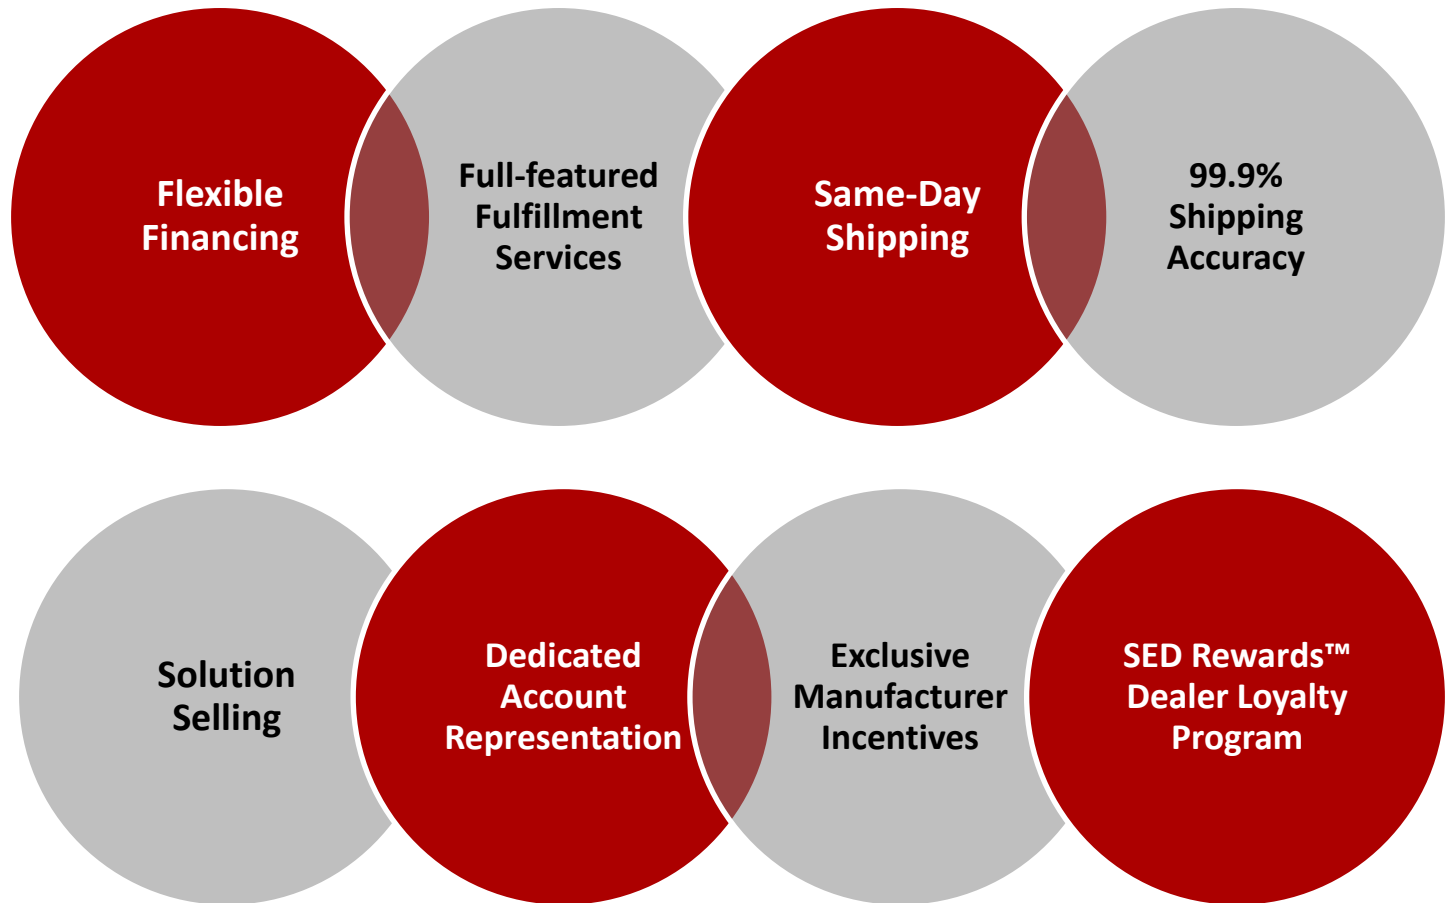 Flexible
Financing
Full-featured
Fulfillment
Services
Same-Day
Shipping
99.9%
Shipping
Accuracy
Solution
Selling
Dedicated
Account
Representation
Exclusive
Manufacturer
Incentives
SED Rewards™
Dealer Loyalty
Program